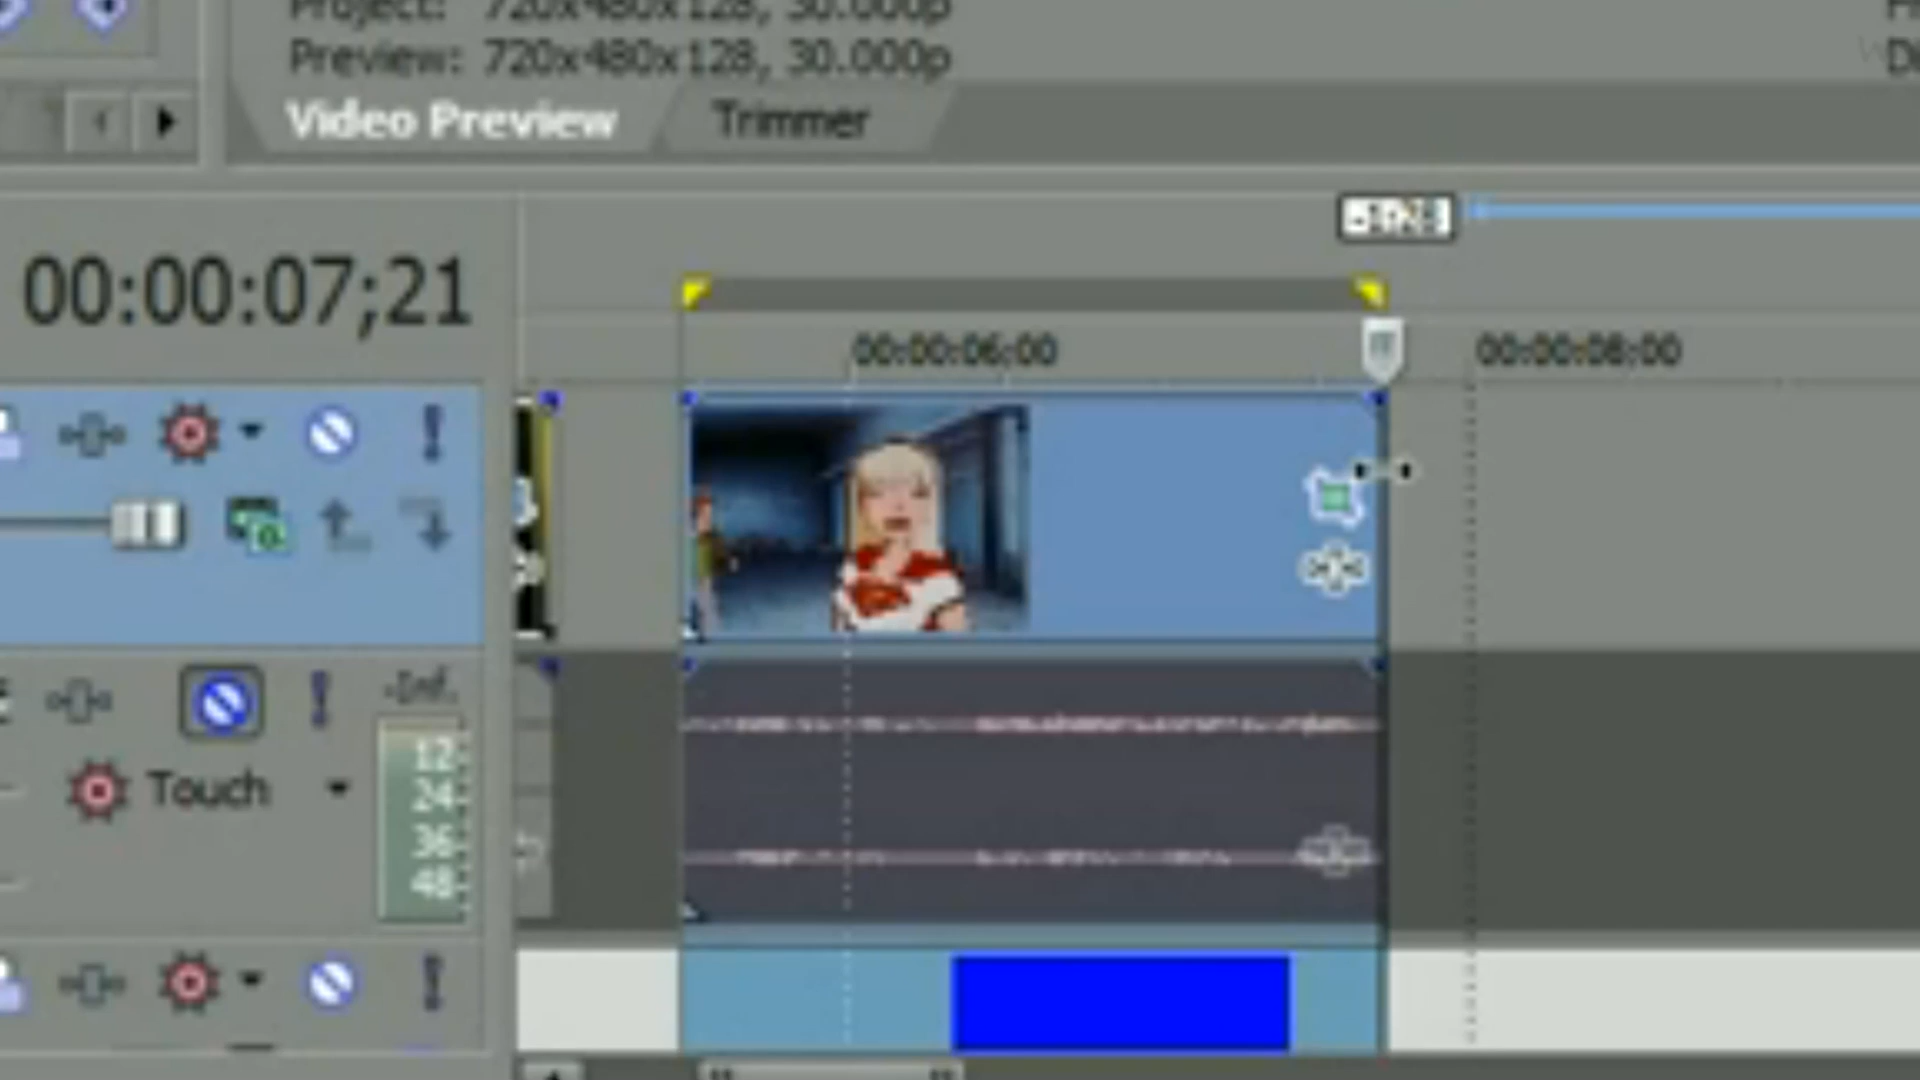 Project: 720x480x128, 30.000p
Preview: 720x480x128, 30.000p
Video Preview
Trimmer
00:00:07;21
00:00:06;00
00:00:08;00
-Inf.
12
24
36
48
Touch